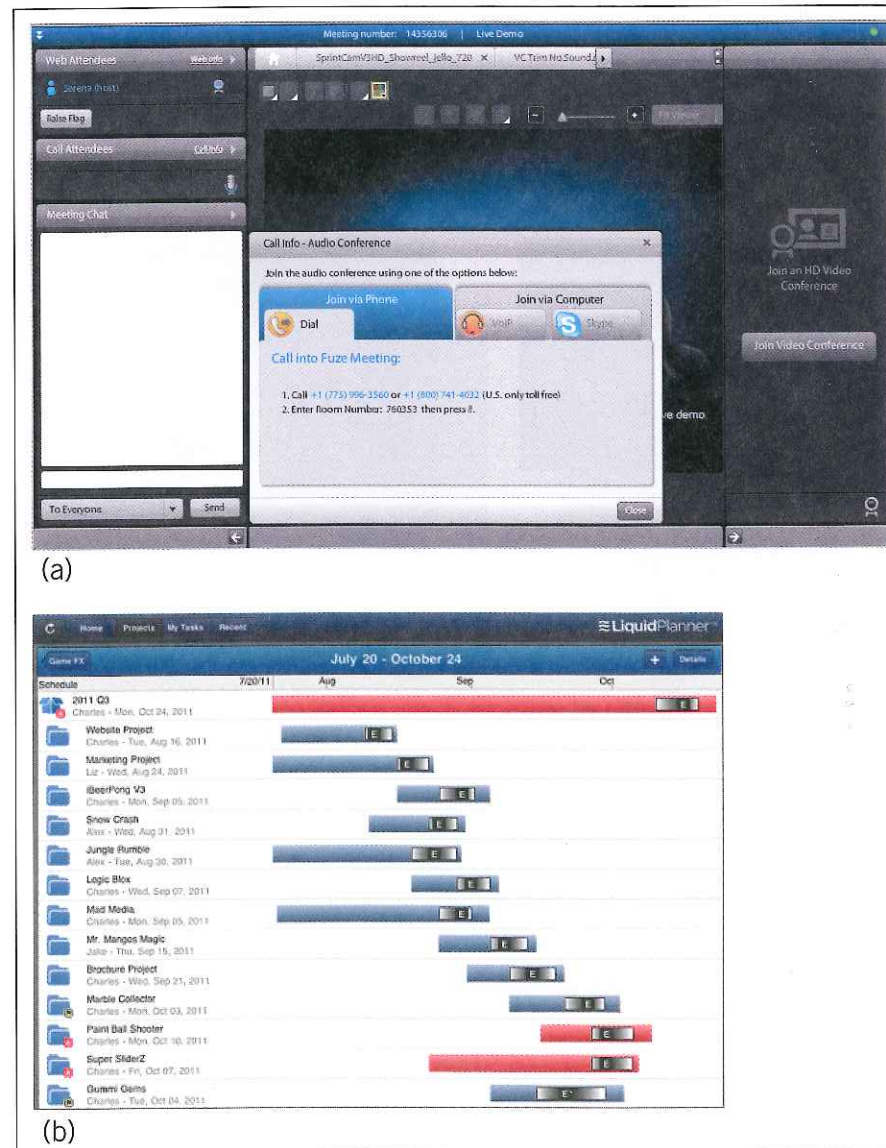 Meeting number: 14356306 | Live Demo
Web Attendees Web Info
SprintCamV3HD_Showreel_Jello_720 × VC Term No Sound
Serena (host)
Raise Flag
Call Attendees Call Info
Meeting Chat
Call Info - Audio Conference ×
Join the audio conference using one of the options below:
Join via Phone Join via Computer
Dial VoIP Skype
Call into Fuze Meeting:
1. Call +1 (775) 996-3560 or +1 (800) 741-4032 (U.S. only toll free)
2. Enter Room Number: 760353 then press #.
ve demo
Join an HD Video
Conference
Join Video Conference
To Everyone Send
Close
(a)
Home Projects My Tasks Recent LiquidPlanner
Game FX July 20 - October 24 + Details
Schedule 7/20/11 Aug Sep Oct
2011 Q3 E
Charles - Mon, Oct 24, 2011
Website Project E
Charles - Tue, Aug 16, 2011
Marketing Project E
Liz - Wed, Aug 24, 2011
iBeerPong V3 E
Charles - Mon, Sep 05, 2011
Snow Crash E
Alex - Wed, Aug 31, 2011
Jungle Rumble E
Alex - Tue, Aug 30, 2011
Logic Blox E
Charles - Wed, Sep 07, 2011
Mad Media E
Charles - Mon, Sep 05, 2011
Mr. Mangos Magic E
Jake - Thu, Sep 15, 2011
Brochure Project E
Charles - Wed, Sep 21, 2011
Marble Collector E
Charles - Mon, Oct 03, 2011
Paint Ball Shooter E
Charles - Mon, Oct 10, 2011
Super SliderZ E
Charles - Fri, Oct 07, 2011
Gummi Gems E
Charles - Tue, Oct 04, 2011
(b)